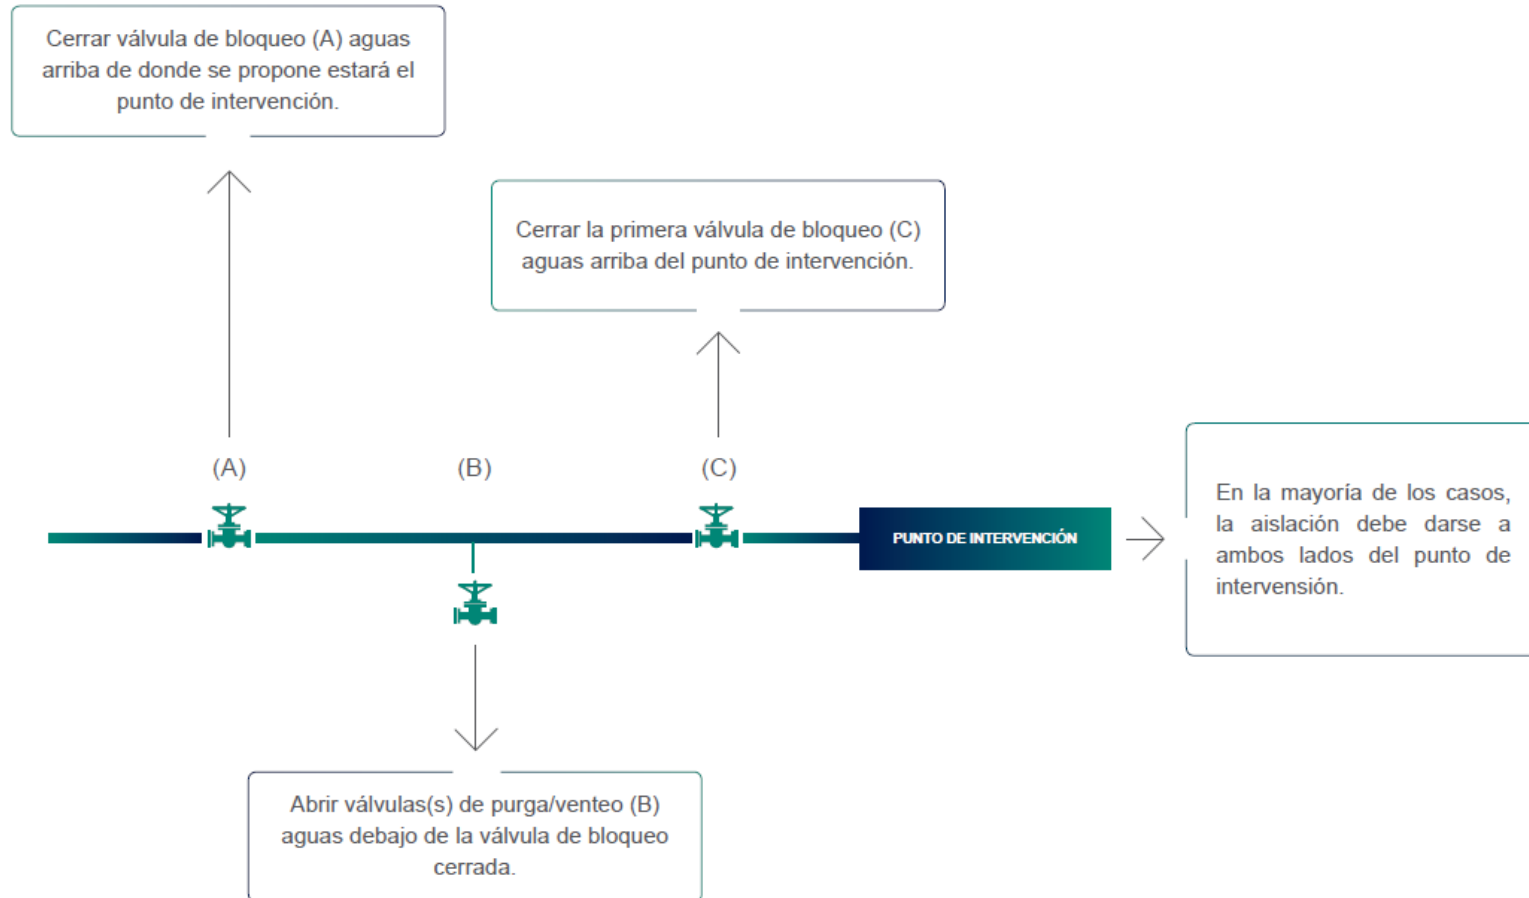 Cerrar válvula de bloqueo (A) aguas
arriba de donde se propone estará el
punto de intervención.
Cerrar la primera válvula de bloqueo (C)
aguas arriba del punto de intervención.
(A)
(B)
(C)
PUNTO DE INTERVENCIÓN
En la mayoría de los casos,
la aislación debe darse a
ambos lados del punto de
intervensión.
Abrir válvulas(s) de purga/venteo (B)
aguas debajo de la válvula de bloqueo
cerrada.